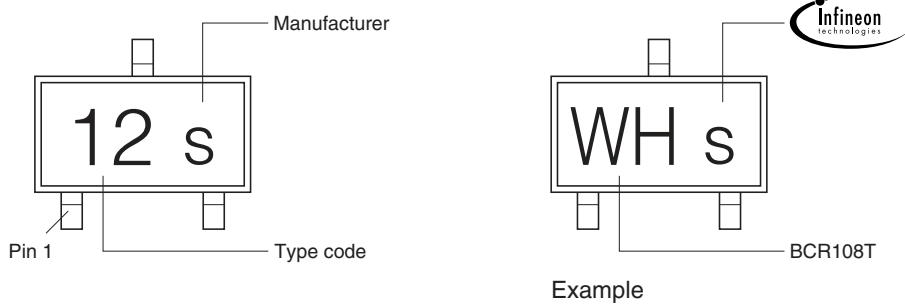 Manufacturer
12 s
Pin 1
Type code
Infineon
technologies
WH s
BCR108T
Example